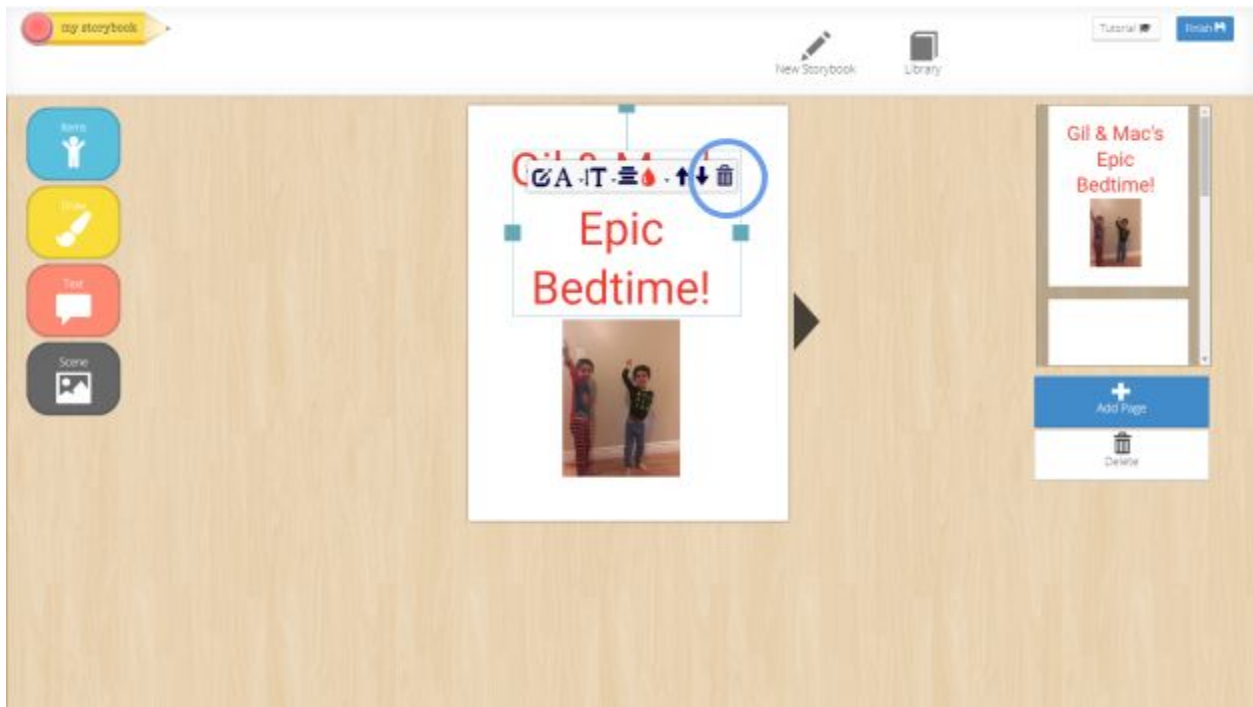 my storybook
New Storybook
Library
Tutorial
Finish
Items
Draw
Text
Scene
Epic
Bedtime!
Gil & Mac's
Epic
Bedtime!
Add Page
Delete